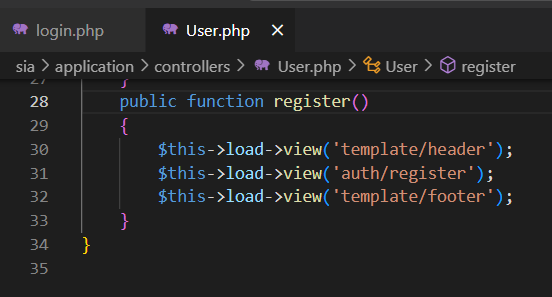 login.php User.php ×
sia > application > controllers > User.php > User > register
27 }
28 public function register()
29 {
30 $this->load->view('template/header');
31 $this->load->view('auth/register');
32 $this->load->view('template/footer');
33 }
34 }
35